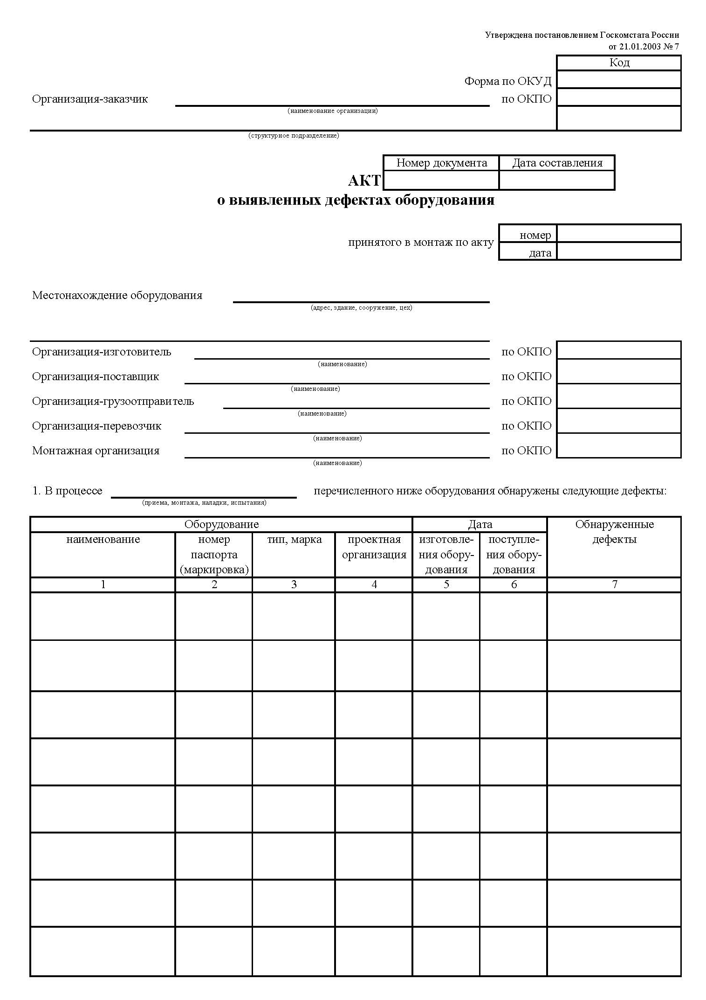 Утверждена постановлением Госкомстата России
от 21.01.2003 № 7
Код
Форма по ОКУД
Организация-заказчик по ОКПО
(наименование организации)
(структурное подразделение)
Номер документа Дата составления
АКТ
о выявленных дефектах оборудования
номер
принятого в монтаж по акту
дата
Местонахождение оборудования
(адрес, здание, сооружение, цех)
Организация-изготовитель по ОКПО
(наименование)
Организация-поставщик по ОКПО
(наименование)
Организация-грузоотправитель по ОКПО
(наименование)
Организация-перевозчик по ОКПО
(наименование)
Монтажная организация по ОКПО
(наименование)
1. В процессе перечисленного ниже оборудования обнаружены следующие дефекты:
(приема, монтажа, наладки, испытания)
Оборудование Дата Обнаруженные
наименование номер тип, марка проектная изготовле- поступле- дефекты
паспорта организация ния обору- ния обору-
(маркировка) дования дования
1 2 3 4 5 6 7